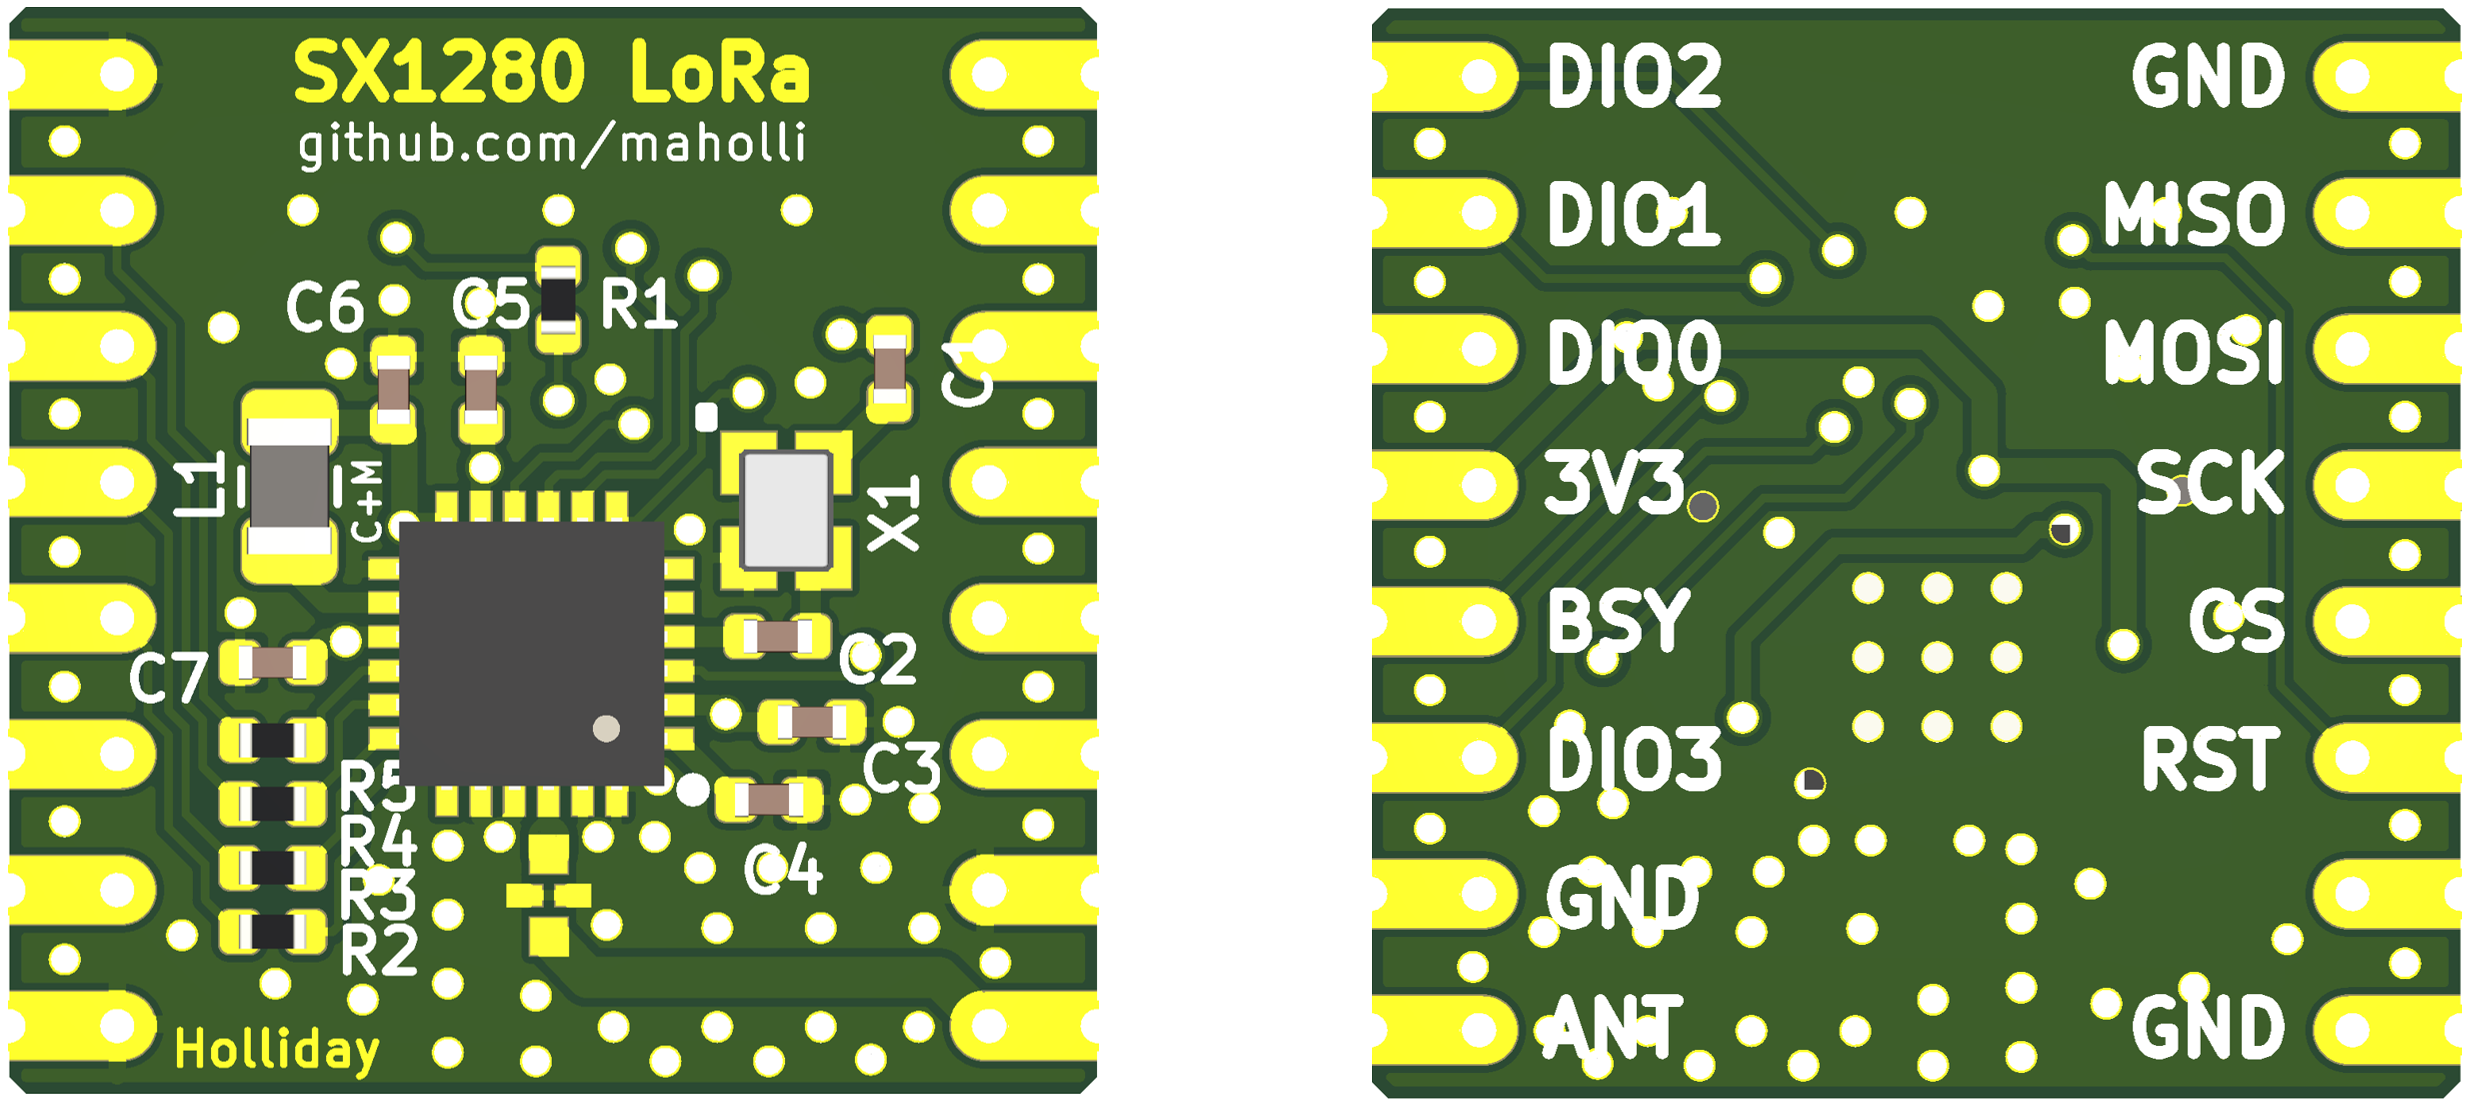 SX1280 LoRa
github.com/maholli
C6
C5
R1
C1
L1
C+M
X1
C2
C7
C3
R5
R4
C4
R3
R2
Holliday
DIO2
GND
DIO1
MISO
DIO0
MOSI
3V3
SCK
BSY
CS
DIO3
RST
GND
ANT
GND